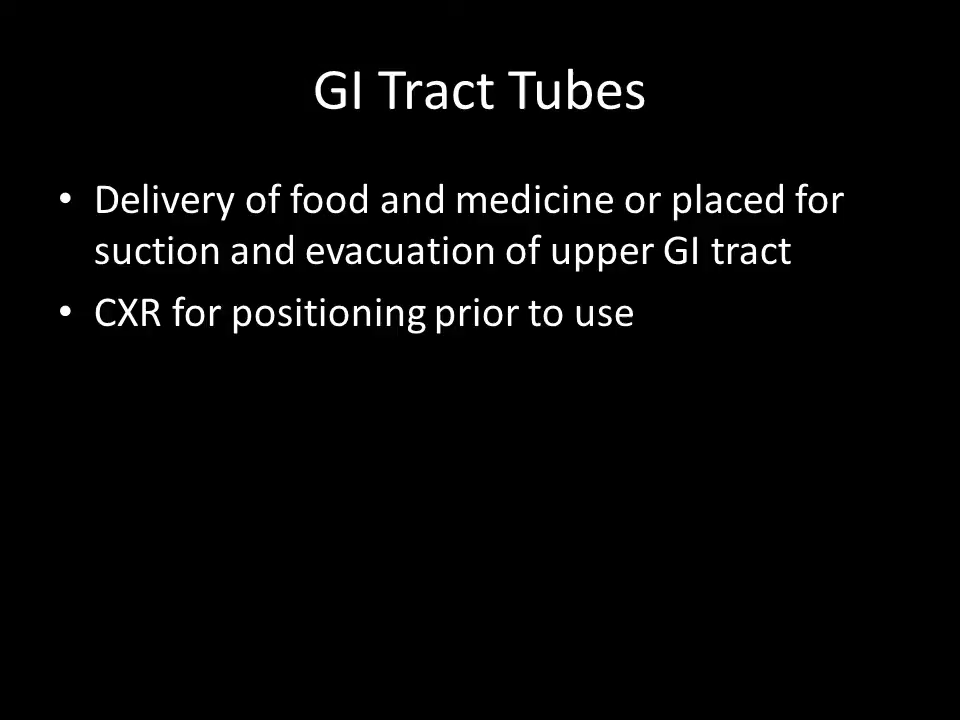 GI Tract Tubes
• Delivery of food and medicine or placed for
suction and evacuation of upper GI tract
• CXR for positioning prior to use